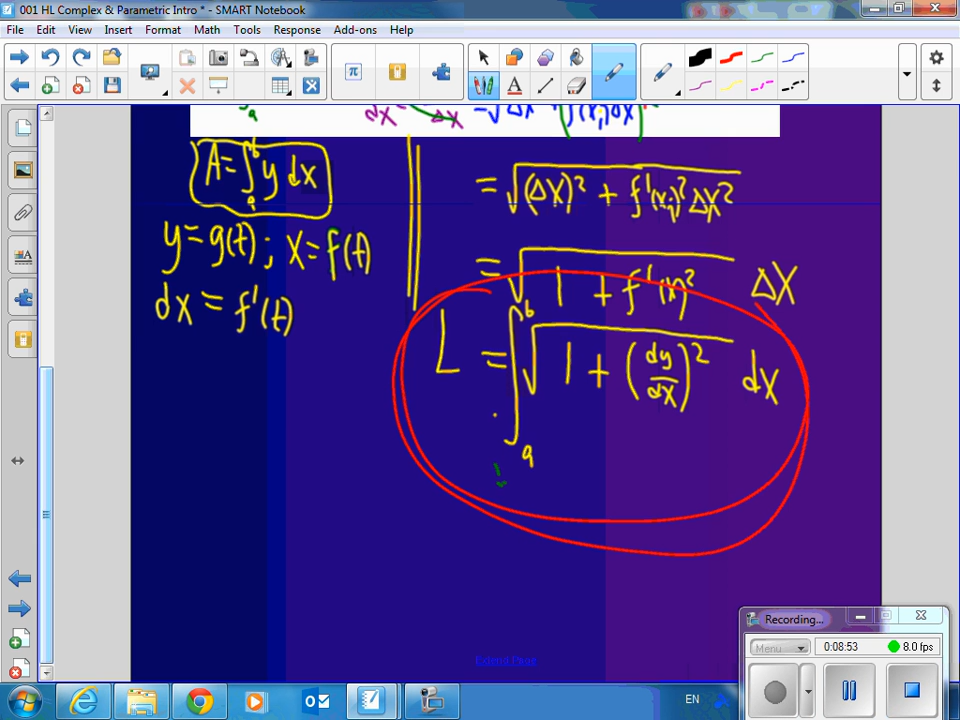 001 HL Complex & Parametric Intro * - SMART Notebook
File Edit View Insert Format Math Tools Response Add-ons Help
A = ∫ₐᵇ y dx
y = g(t) ; x = f(t)
dx = f'(t)
= √(Δx)² + f'(xᵢ)² Δx²
= √1 + f'(x)² Δx
L = ∫ₐᵇ √1 + (dy/dx)² dx
Extend Page
Recording...
Menu
0:08:53
8.0 fps
EN